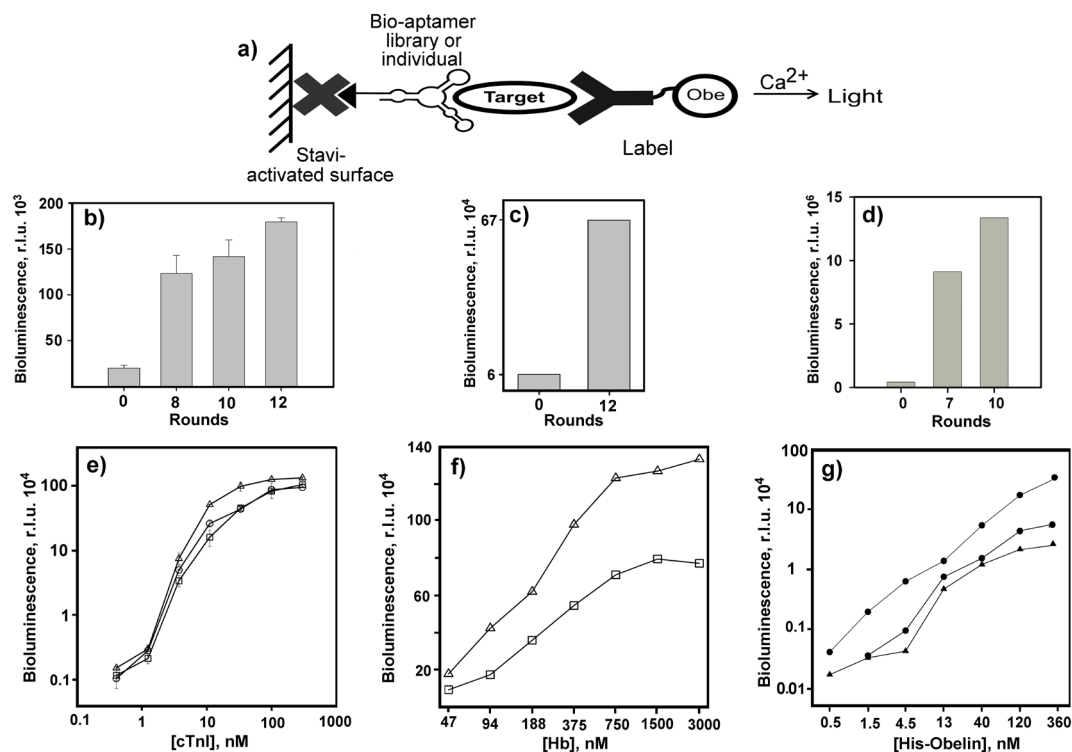 a)
Bio-aptamer
library or
individual
Target
Obe
Ca2+
Light
Stavi-
activated surface
Label
b)
Bioluminescence, r.l.u. 10³
200
150
100
50
0 8 10 12
Rounds
c)
Bioluminescence, r.l.u. 10⁴
67
6
0 12
Rounds
d)
Bioluminescence, r.l.u. 10⁶
15
10
5
0
0 7 10
Rounds
e)
Bioluminescence, r.l.u. 10⁴
100
10
1
0.1
0.1 1 10 100 1000
[cTnI], nM
f)
Bioluminescence, r.l.u. 10⁴
140
100
60
20
47 94 188 375 750 1500 3000
[Hb], nM
g)
Bioluminescence, r.l.u. 10⁴
100
10
1
0.1
0.01
0.5 1.5 4.5 13 40 120 360
[His-Obelin], nM